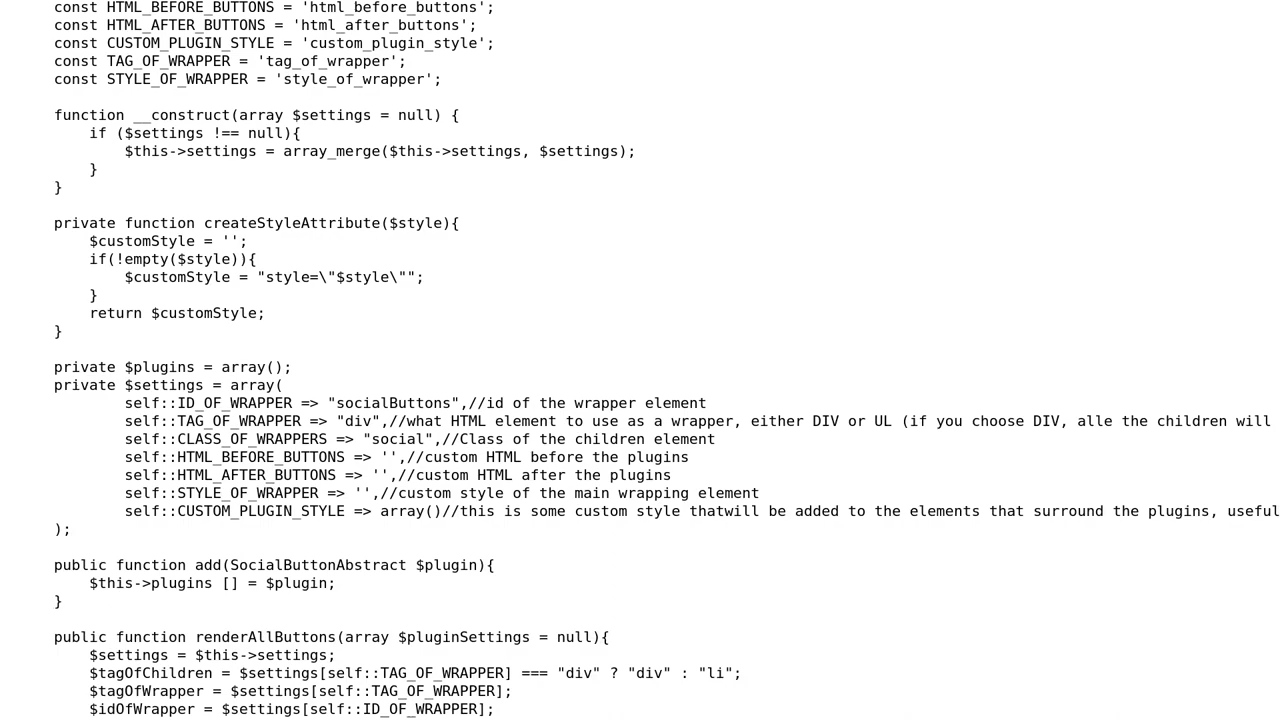 const HTML_BEFORE_BUTTONS = 'html_before_buttons';
const HTML_AFTER_BUTTONS = 'html_after_buttons';
const CUSTOM_PLUGIN_STYLE = 'custom_plugin_style';
const TAG_OF_WRAPPER = 'tag_of_wrapper';
const STYLE_OF_WRAPPER = 'style_of_wrapper';

function __construct(array $settings = null) {
    if ($settings !== null){
        $this->settings = array_merge($this->settings, $settings);
    }
}

private function createStyleAttribute($style){
    $customStyle = '';
    if(!empty($style)){
        $customStyle = "style=\"$style\"";
    }
    return $customStyle;
}

private $plugins = array();
private $settings = array(
        self::ID_OF_WRAPPER => "socialButtons",//id of the wrapper element
        self::TAG_OF_WRAPPER => "div",//what HTML element to use as a wrapper, either DIV or UL (if you choose DIV, alle the children will
        self::CLASS_OF_WRAPPERS => "social",//Class of the children element
        self::HTML_BEFORE_BUTTONS => '',//custom HTML before the plugins
        self::HTML_AFTER_BUTTONS => '',//custom HTML after the plugins
        self::STYLE_OF_WRAPPER => '',//custom style of the main wrapping element
        self::CUSTOM_PLUGIN_STYLE => array()//this is some custom style thatwill be added to the elements that surround the plugins, useful
);

public function add(SocialButtonAbstract $plugin){
    $this->plugins [] = $plugin;
}

public function renderAllButtons(array $pluginSettings = null){
    $settings = $this->settings;
    $tagOfChildren = $settings[self::TAG_OF_WRAPPER] === "div" ? "div" : "li";
    $tagOfWrapper = $settings[self::TAG_OF_WRAPPER];
    $idOfWrapper = $settings[self::ID_OF_WRAPPER];